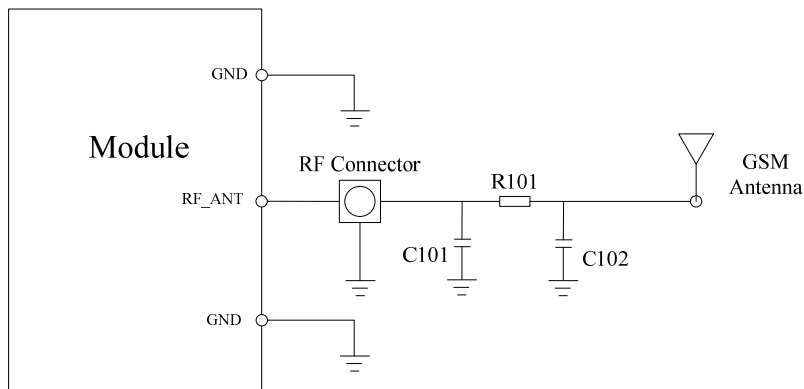 GND
Module
RF Connector
GSM
Antenna
R101
RF_ANT
C101
C102
GND